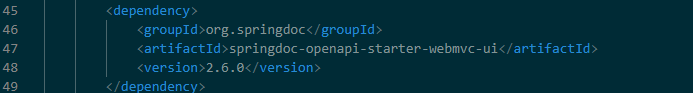 45 <dependency>
46 <groupId>org.springdoc</groupId>
47 <artifactId>springdoc-openapi-starter-webmvc-ui</artifactId>
48 <version>2.6.0</version>
49 </dependency>